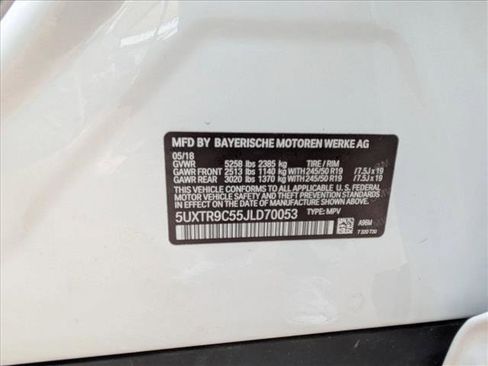 MFD BY BAYERISCHE MOTOREN WERKE AG
05/18
GVWR 5258 lbs 2385 kg TIRE / RIM
GAWR FRONT 2513 lbs 1140 kg WITH 245/50 R19 / 7.5J x 19
GAWR REAR 3020 lbs 1370 kg WITH 245/50 R19 / 7.5J x 19
THIS VEHICLE CONFORMS TO ALL APPLICABLE U.S. FEDERAL
MOTOR VEHICLE SAFETY STANDARDS IN EFFECT ON THE
DATE OF MANUFACTURE SHOWN ABOVE.
5UXTR9C55JLD70053 TYPE: MPV
A96M